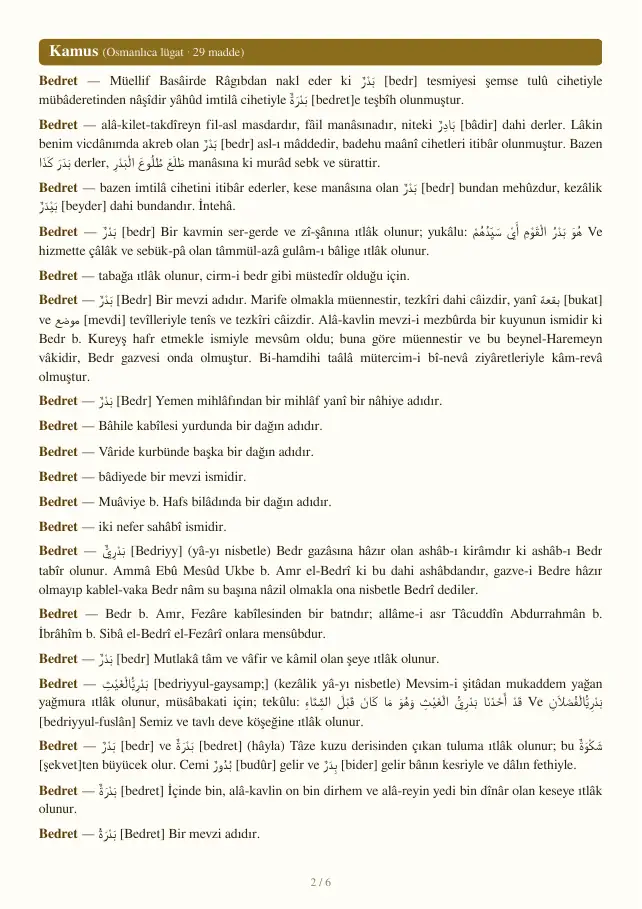 Kamus (Osmanlıca lügat · 29 madde)
Bedret — Müellif Basâirde Râgıbdan nakl eder ki بَدْرٌ [bedr] tesmiyesi şemse tulû cihetiyle
mübâderetinden nâşîdir yâhûd imtilâ cihetiyle بَدْرَةٌ [bedret]e teşbîh olunmuştur.
Bedret — alâ-kilet-takdîreyn fil-asl masdardır, fâil manâsınadır, niteki بَادِرٌ [bâdir] dahi derler. Lâkin
benim vicdânımda akreb olan بَدْرٌ [bedr] asl-ı mâddedir, badehu maânî cihetleri itibâr olunmuştur. Bazen
بَدَرَ كَذَا derler, طَلَعَ طُلُوعَ الْبَدْرِ manâsına ki murâd sebk ve sürattir.
Bedret — bazen imtilâ cihetini itibâr ederler, kese manâsına olan بَدْرٌ [bedr] bundan mehûzdur, kezâlik
بَيْدَرٌ [beyder] dahi bundandır. İntehâ.
Bedret — بَدْرٌ [bedr] Bir kavmin ser-gerde ve zî-şânına ıtlâk olunur; yukâlu: هُوَ بَدْرُ الْقَوْمِ أَيْ سَيِّدُهُمْ Ve
hizmette çâlâk ve sebük-pâ olan tâmmül-azâ gulâm-ı bâlige ıtlâk olunur.
Bedret — tabağa ıtlâk olunur, cirm-i bedr gibi müstedîr olduğu için.
Bedret — بَدْرٌ [Bedr] Bir mevzi adıdır. Marife olmakla müennestir, tezkîri dahi câizdir, yanî بقعة [bukat]
ve موضع [mevdi] tevîlleriyle tenîs ve tezkîri câizdir. Alâ-kavlin mevzi-i mezbûrda bir kuyunun ismidir ki
Bedr b. Kureyş hafr etmekle ismiyle mevsûm oldu; buna göre müennestir ve bu beynel-Haremeyn
vâkidir, Bedr gazvesi onda olmuştur. Bi-hamdihi taâlâ mütercim-i bî-nevâ ziyâretleriyle kâm-revâ
olmuştur.
Bedret — بَدْرٌ [Bedr] Yemen mihlâfından bir mihlâf yanî bir nâhiye adıdır.
Bedret — Bâhile kabîlesi yurdunda bir dağın adıdır.
Bedret — Vâride kurbünde başka bir dağın adıdır.
Bedret — bâdiyede bir mevzi ismidir.
Bedret — Muâviye b. Hafs bilâdında bir dağın adıdır.
Bedret — iki nefer sahâbî ismidir.
Bedret — بَدْرِيٌّ [Bedriyy] (yâ-yı nisbetle) Bedr gazâsına hâzır olan ashâb-ı kirâmdır ki ashâb-ı Bedr
tabîr olunur. Ammâ Ebû Mesûd Ukbe b. Amr el-Bedrî ki bu dahi ashâbdandır, gazve-i Bedre hâzır
olmayıp kablel-vaka Bedr nâm su başına nâzil olmakla ona nisbetle Bedrî dediler.
Bedret — Bedr b. Amr, Fezâre kabîlesinden bir batndır; allâme-i asr Tâcuddîn Abdurrahmân b.
İbrâhîm b. Sibâ el-Bedrî el-Fezârî onlara mensûbdur.
Bedret — بَدْرٌ [bedr] Mutlakâ tâm ve vâfir ve kâmil olan şeye ıtlâk olunur.
Bedret — بَدْرِيُّالْغَيْثِ [bedriyyul-gaysmp;] (kezâlik yâ-yı nisbetle) Mevsim-i şitâdan mukaddem yağan
yağmura ıtlâk olunur, müsâbakati için; tekûlu: قَدْ أَخَذَنَا بَدْرِيُّ الْغَيْثِ وَهُوَ مَا كَانَ قَبْلَ الشِّتَاءِ Ve بَدْرِيُّالْفُصْلاَنِ
[bedriyyul-fuslân] Semiz ve tavlı deve köşeğine ıtlâk olunur.
Bedret — بَدْرٌ [bedr] ve بَدْرَةٌ [bedret] (hâyla) Tâze kuzu derisinden çıkan tuluma ıtlâk olunur; bu شَكْوَةٌ
[şekvet]ten büyücek olur. Cemi بُدُورٌ [budûr] gelir ve بِدَرٌ [bider] gelir bânın kesriyle ve dâlın fethiyle.
Bedret — بَدْرَةٌ [bedret] İçinde bin, alâ-kavlin on bin dirhem ve alâ-reyin yedi bin dînâr olan keseye ıtlâk
olunur.
Bedret — بَدْرَةُ [Bedret] Bir mevzi adıdır.
2 / 6